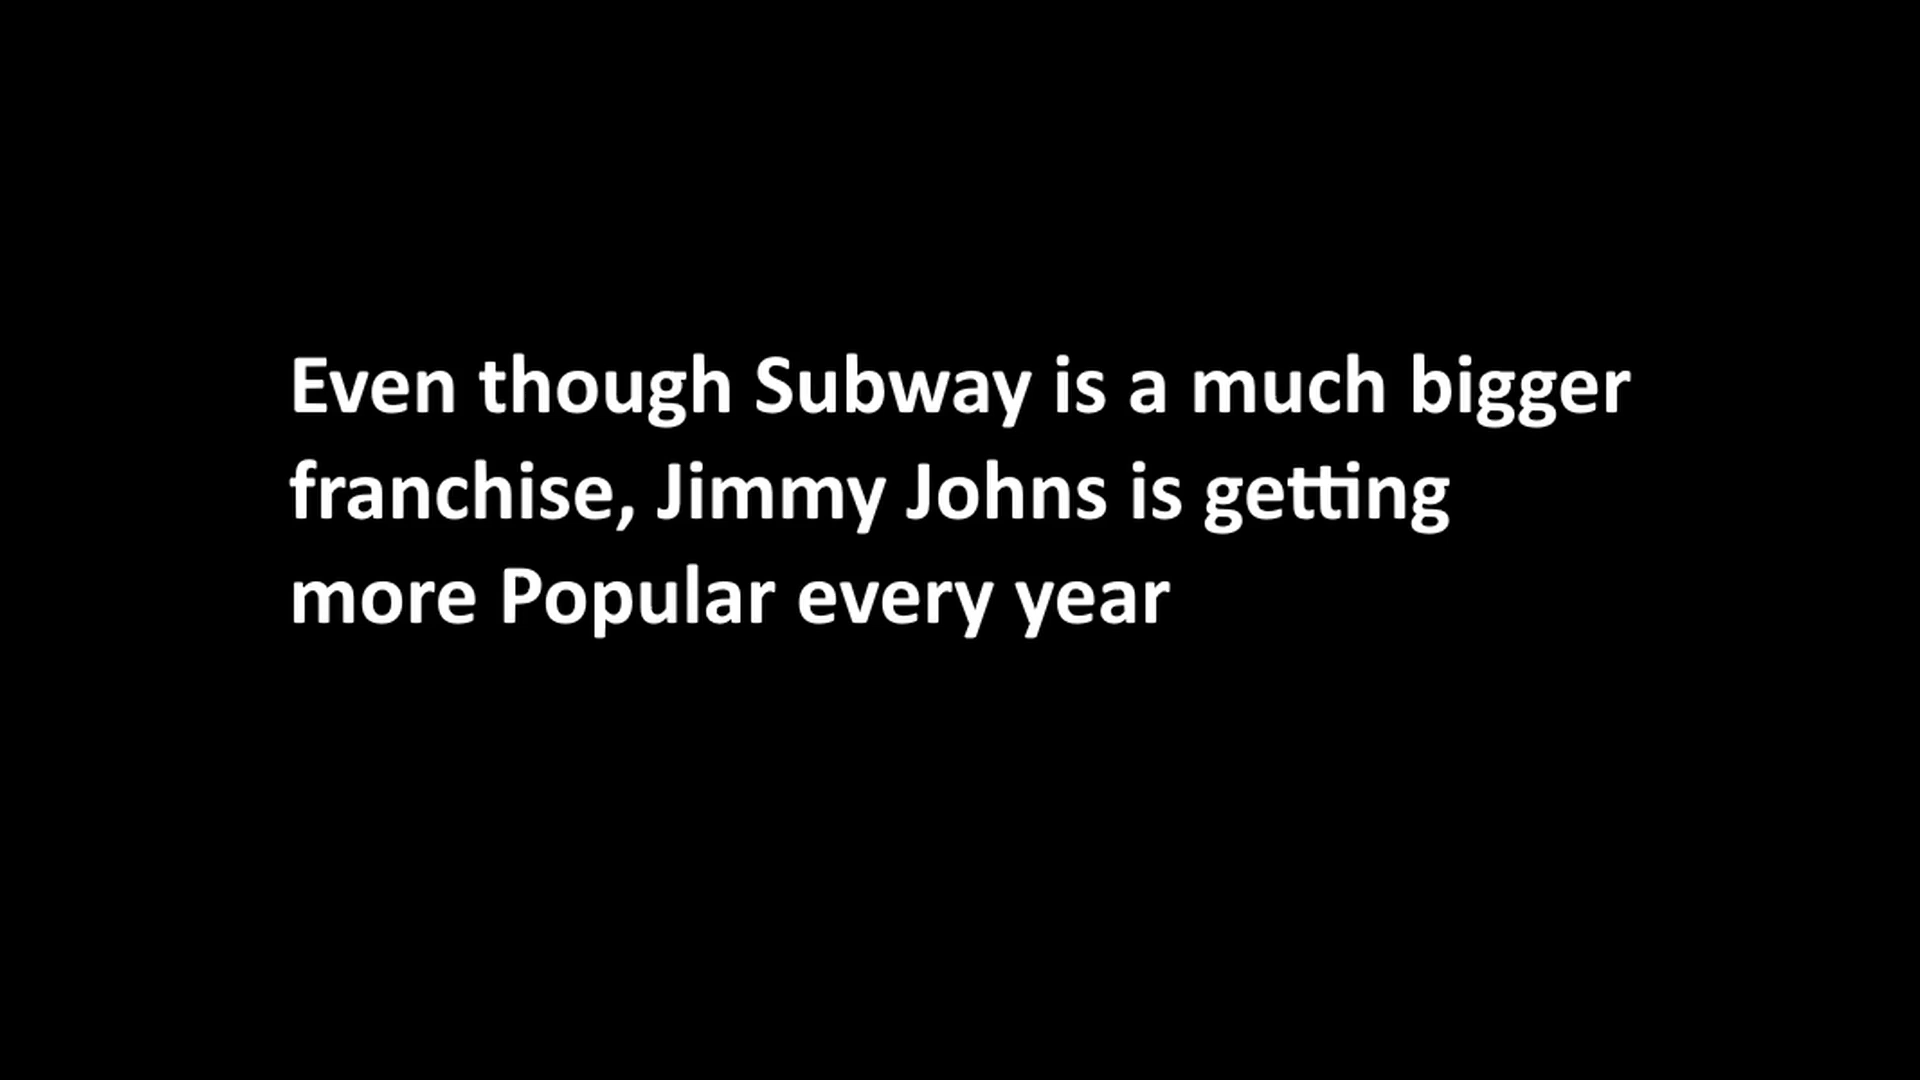 Even though Subway is a much bigger
franchise, Jimmy Johns is getting
more Popular every year